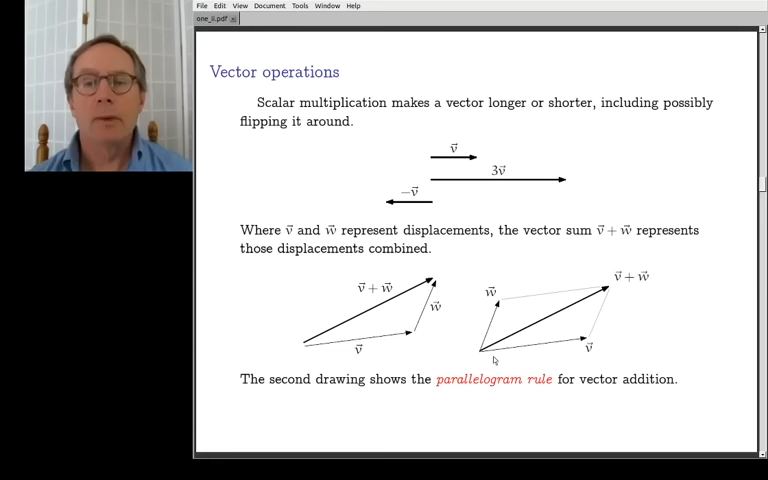 File Edit View Document Tools Window Help
one_ii.pdf
Vector operations
Scalar multiplication makes a vector longer or shorter, including possibly
flipping it around.
v⃗
3v⃗
−v⃗
Where v⃗ and w⃗ represent displacements, the vector sum v⃗ + w⃗ represents
those displacements combined.
v⃗ + w⃗
w⃗
v⃗
v⃗ + w⃗
w⃗
v⃗
The second drawing shows the parallelogram rule for vector addition.